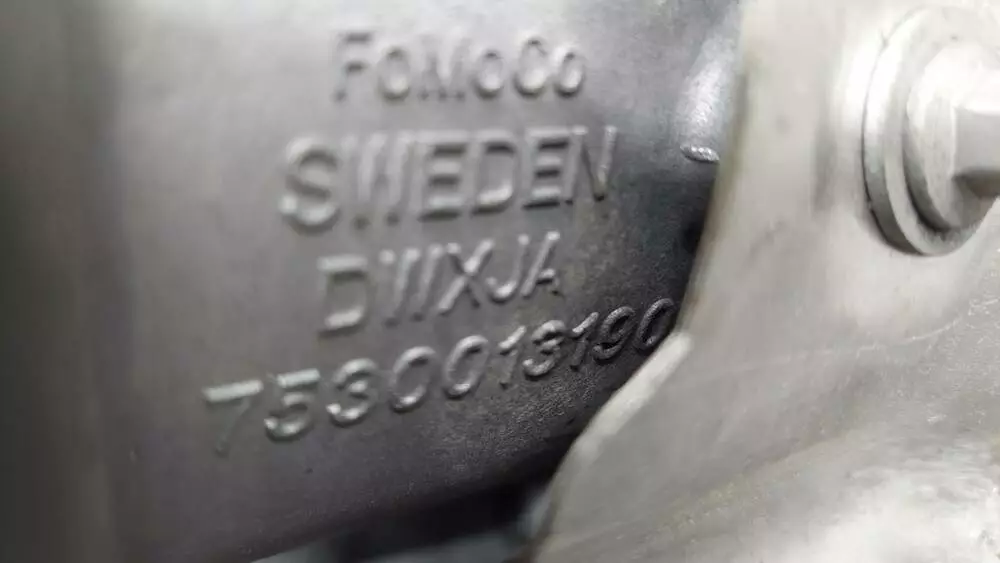 FoMoCo
SWEDEN
DWXJA
7530013190